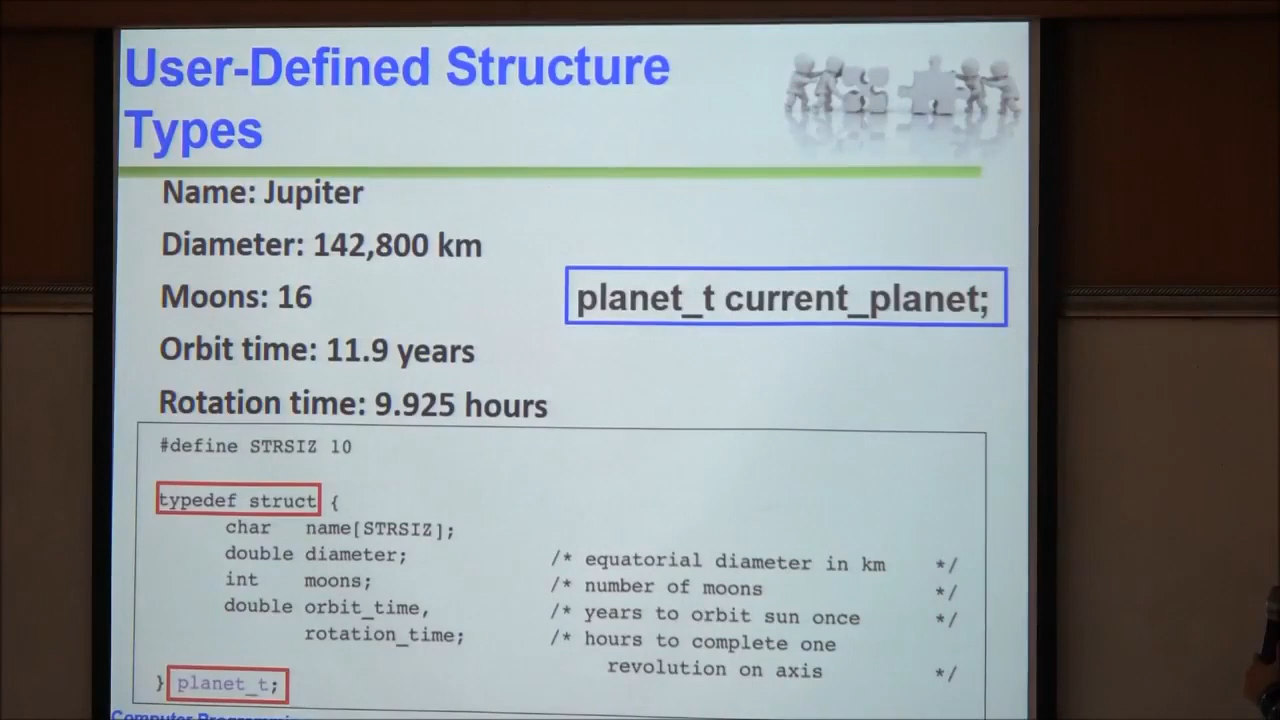 User-Defined Structure
Types
Name: Jupiter
Diameter: 142,800 km
Moons: 16
planet_t current_planet;
Orbit time: 11.9 years
Rotation time: 9.925 hours
#define STRSIZ 10
typedef struct {
char name[STRSIZ];
double diameter; /* equatorial diameter in km */
int moons; /* number of moons */
double orbit_time, /* years to orbit sun once */
rotation_time; /* hours to complete one
revolution on axis */
} planet_t;
Computer